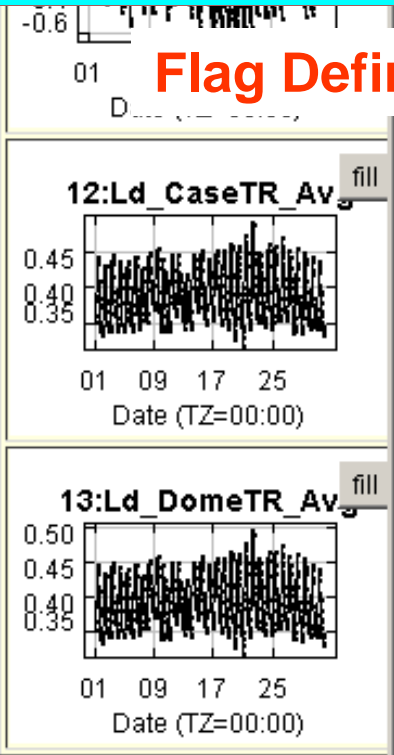 -0.6
01
Flag Defi
fill
12:Ld_CaseTR_Avg
0.45
0.40
0.35
01 09 17 25
Date (TZ=00:00)
fill
13:Ld_DomeTR_Avg
0.50
0.45
0.40
0.35
01 09 17 25
Date (TZ=00:00)